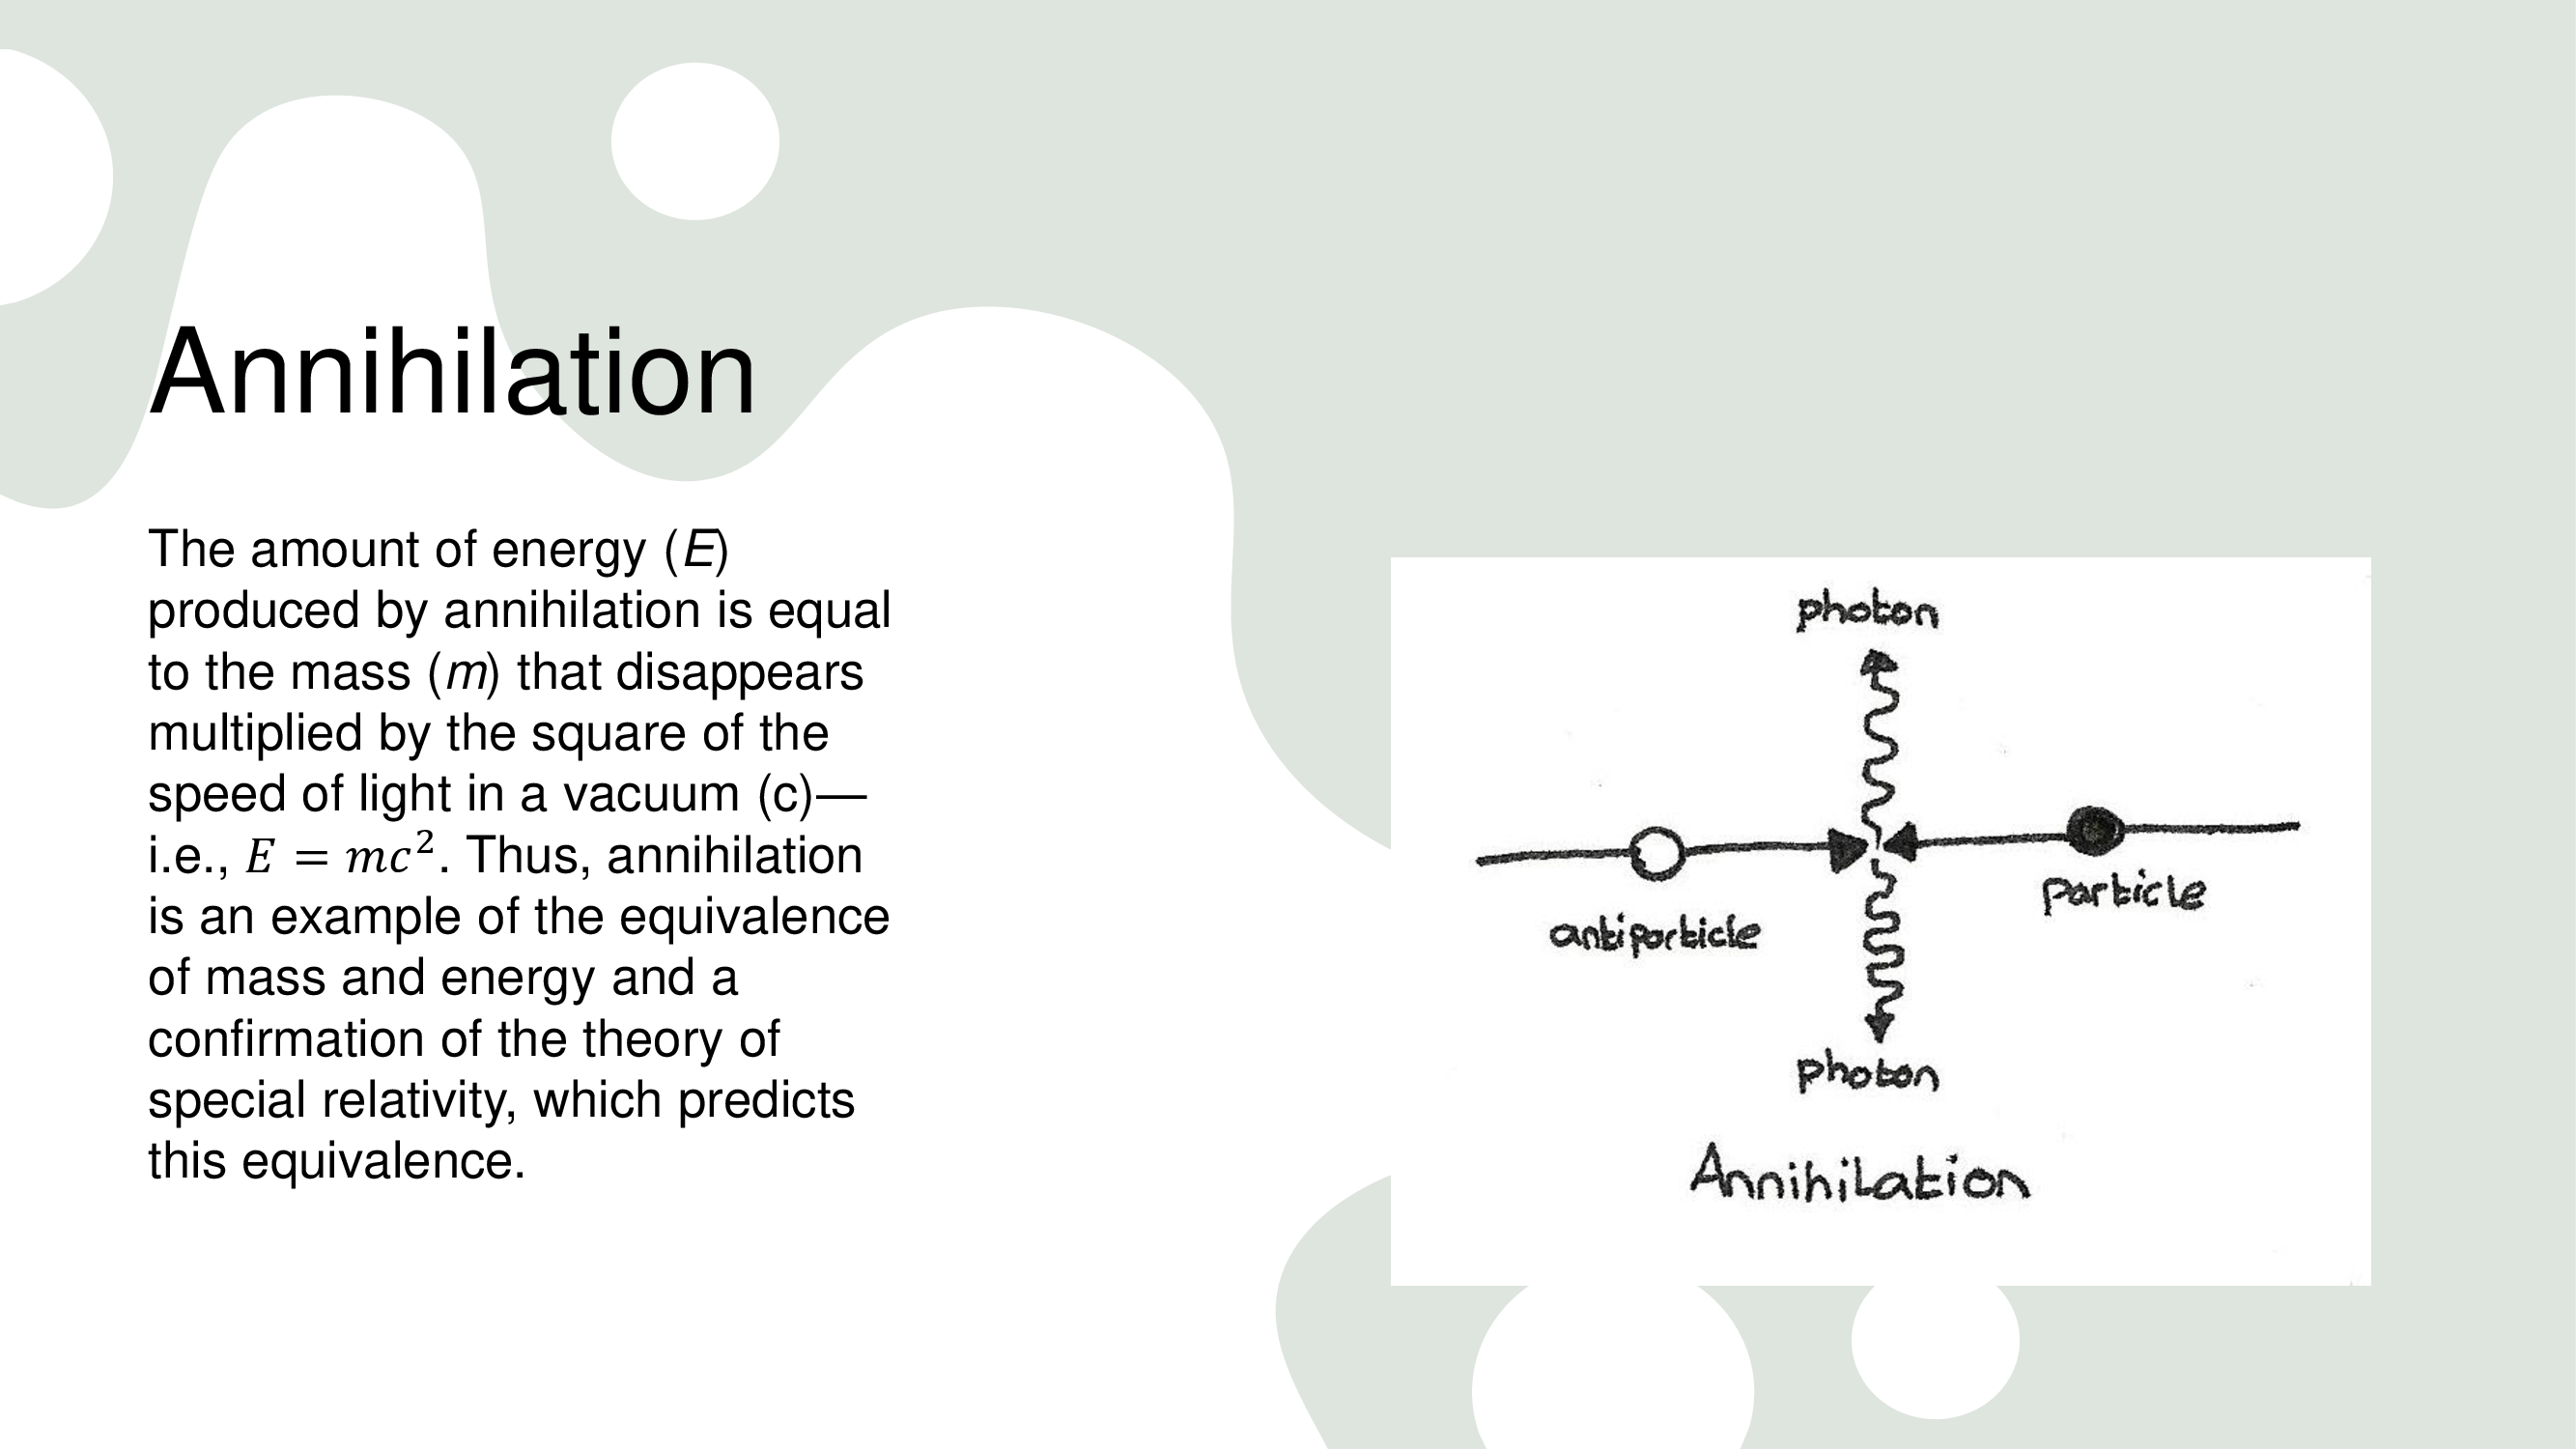 Annihilation
The amount of energy (E)
produced by annihilation is equal
to the mass (m) that disappears
multiplied by the square of the
speed of light in a vacuum (c)—
i.e., E = mc². Thus, annihilation
is an example of the equivalence
of mass and energy and a
confirmation of the theory of
special relativity, which predicts
this equivalence.
photon
particle
antiparticle
photon
Annihilation